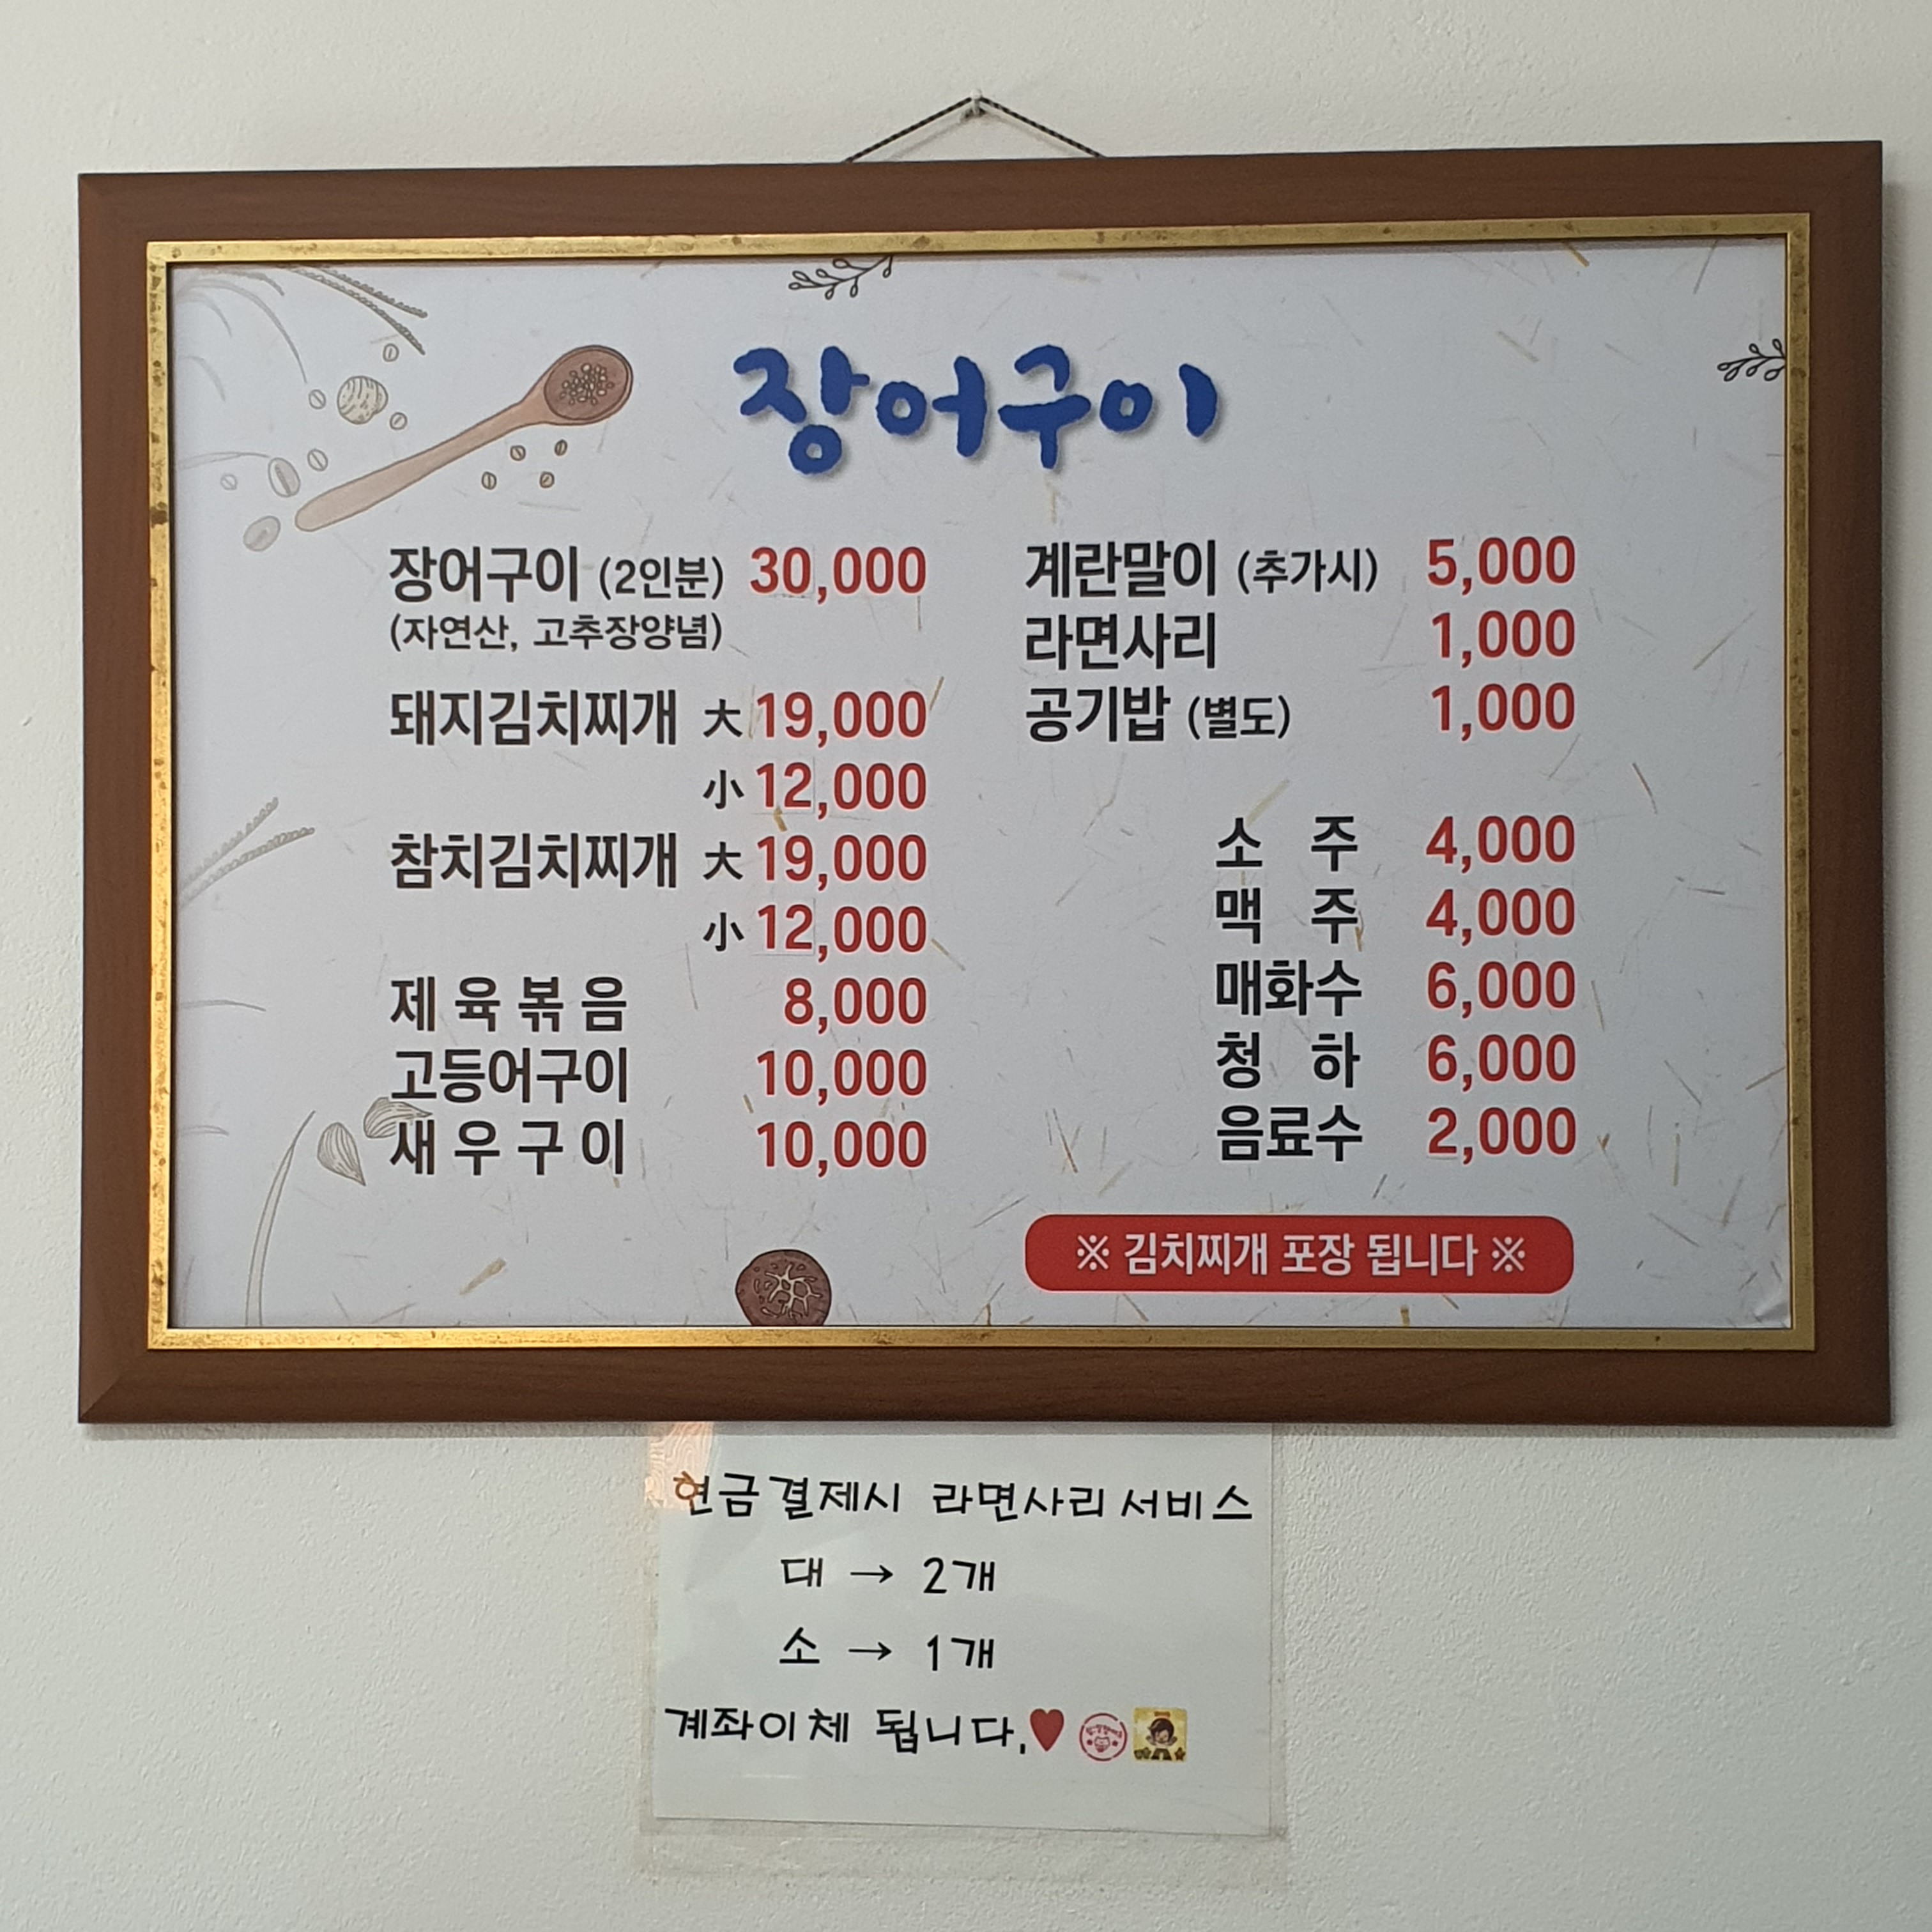 장어구이
장어구이 (2인분) 30,000
(자연산, 고추장양념)
돼지김치찌개 大 19,000
小 12,000
참치김치찌개 大 19,000
小 12,000
제육볶음 8,000
고등어구이 10,000
새우구이 10,000
계란말이 (추가시) 5,000
라면사리 1,000
공기밥 (별도) 1,000
소주 4,000
맥주 4,000
매화수 6,000
청하 6,000
음료수 2,000
※ 김치찌개 포장 됩니다 ※
현금결제시 라면사리서비스
대 → 2개
소 → 1개
계좌이체 됩니다.♥